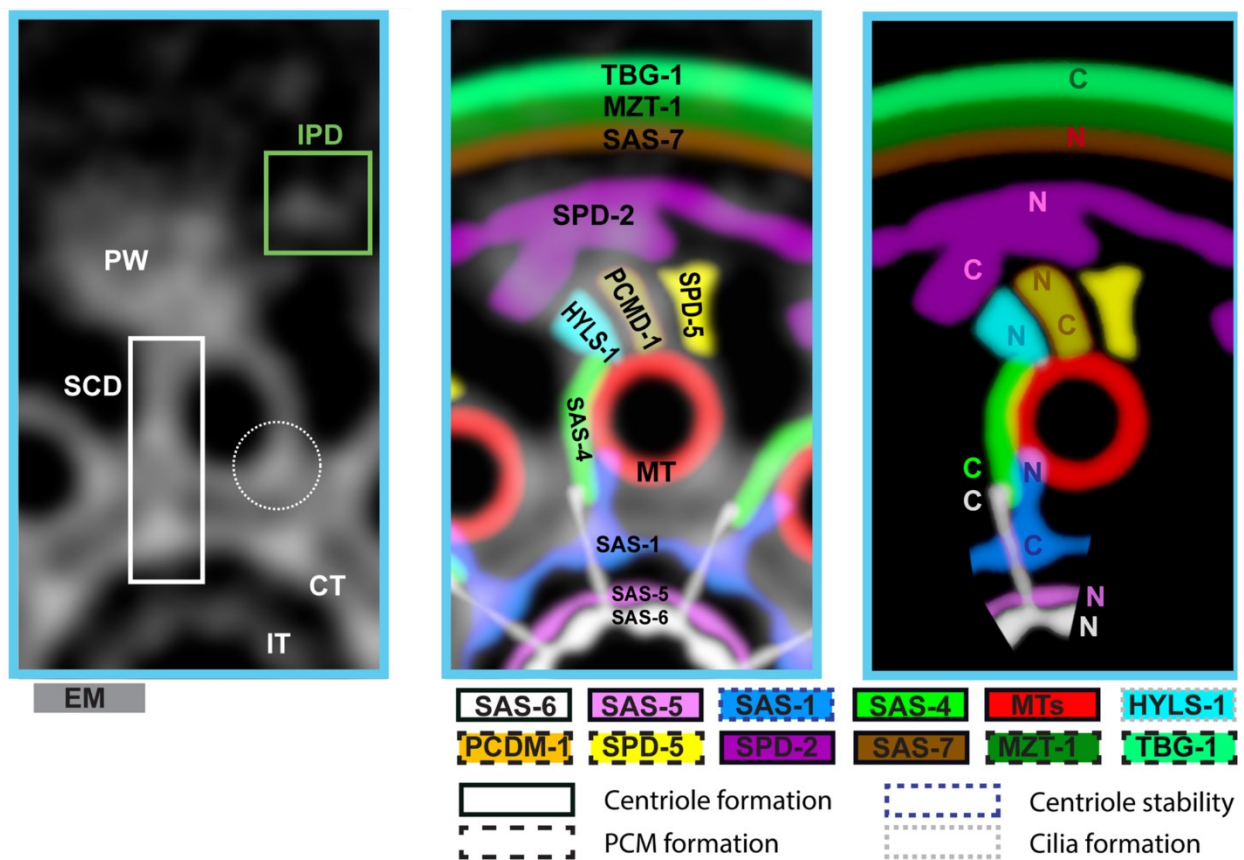 IPD
PW
SCD
CT
IT
EM
TBG-1
MZT-1
SAS-7
SPD-2
HYLS-1
PCMD-1
SPD-5
SAS-4
MT
SAS-1
SAS-5
SAS-6
C
N
N
C
N
C
N
C
N
C
C
N
N
SAS-6 SAS-5 SAS-1 SAS-4 MTs HYLS-1
PCDM-1 SPD-5 SPD-2 SAS-7 MZT-1 TBG-1
Centriole formation Centriole stability
PCM formation Cilia formation